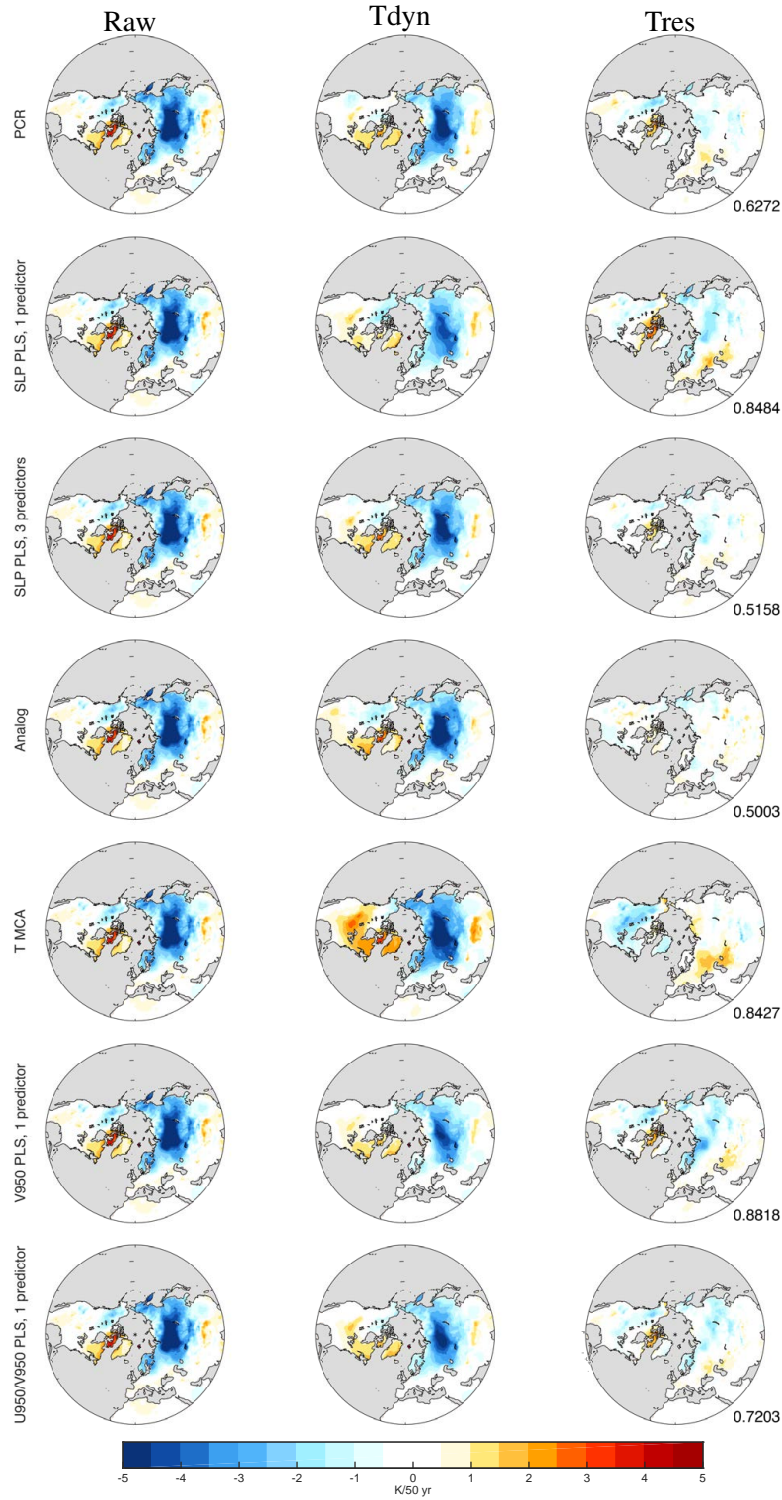 Raw Tdyn Tres
PCR
0.6272
SLP PLS, 1 predictor
0.8484
SLP PLS, 3 predictors
0.5158
Analog
0.5003
T MCA
0.8427
V950 PLS, 1 predictor
0.8818
U950/V950 PLS, 1 predictor
0.7203
-5 -4 -3 -2 -1 0 1 2 3 4 5
K/50 yr